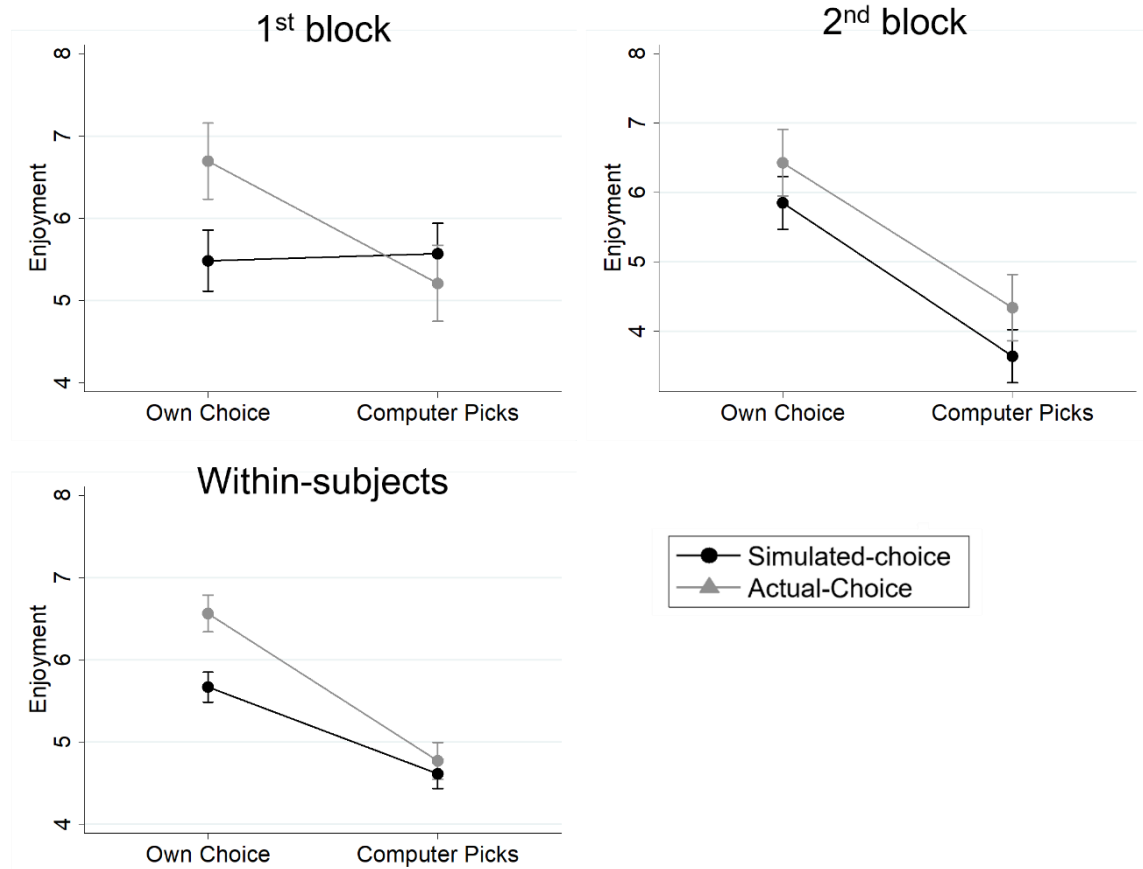 1st block
8
7
6
5
4
Enjoyment
Own Choice
Computer Picks
2nd block
8
7
6
5
4
Enjoyment
Own Choice
Computer Picks
Within-subjects
8
7
6
5
4
Enjoyment
Own Choice
Computer Picks
Simulated-choice
Actual-Choice